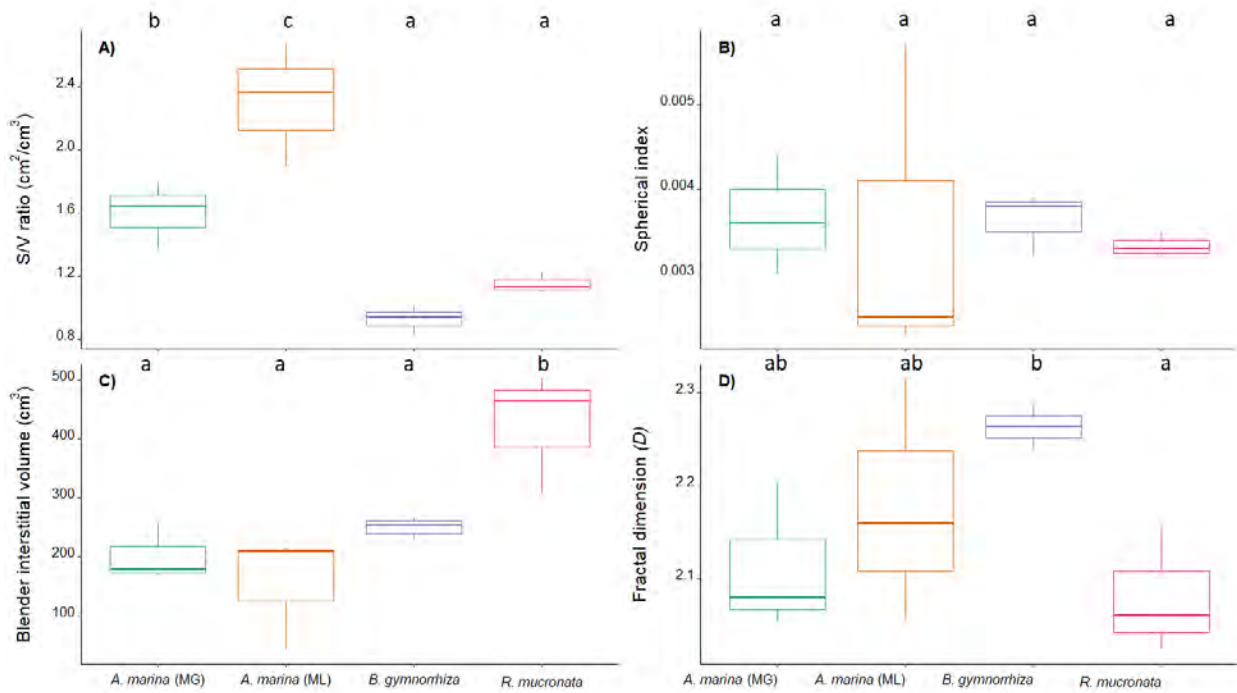 b c a a
A)
2.4
2.0
1.6
1.2
0.8
S/V ratio (cm²/cm³)
a a a a
B)
0.005
0.004
0.003
Spherical index
a a a b
C)
500
400
300
200
100
Blender interstitial volume (cm³)
A. marina (MG) A. marina (ML) B. gymnorrhiza R. mucronata
ab ab b a
D)
2.3
2.2
2.1
Fractal dimension (D)
A. marina (MG) A. marina (ML) B. gymnorrhiza R. mucronata